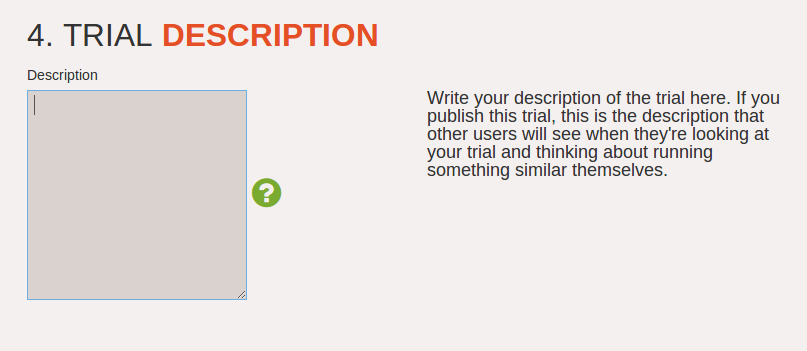 4. TRIAL DESCRIPTION
Description
Write your description of the trial here. If you
publish this trial, this is the description that
other users will see when they're looking at
your trial and thinking about running
something similar themselves.
?